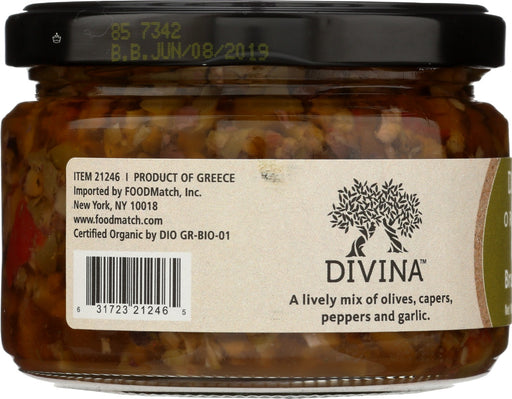 85 7342
B.B.JUN/08/2019
ITEM 21246 | PRODUCT OF GREECE
Imported by FOODMatch, Inc.
New York, NY 10018
www.foodmatch.com
Certified Organic by DIO GR-BIO-01
6 31723 21246 5
DIVINA™
A lively mix of olives, capers,
peppers and garlic.